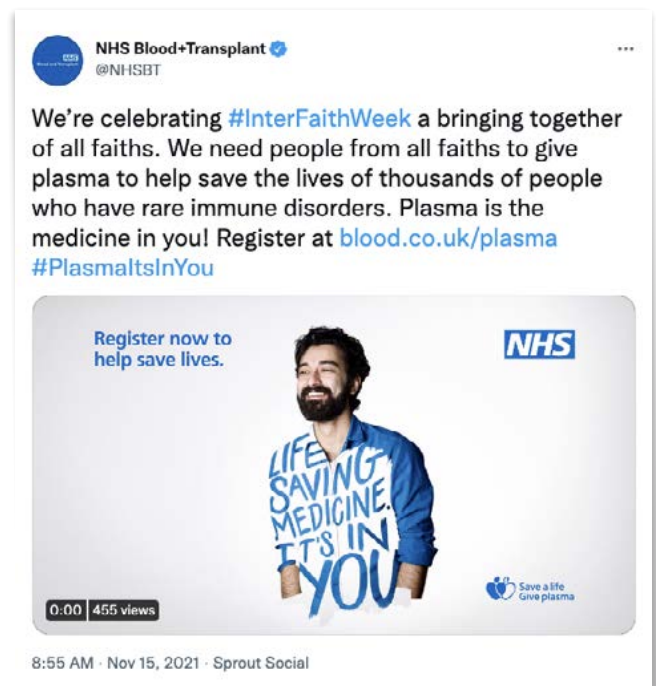 NHS Blood+Transplant
@NHSBT
We're celebrating #InterFaithWeek a bringing together
of all faiths. We need people from all faiths to give
plasma to help save the lives of thousands of people
who have rare immune disorders. Plasma is the
medicine in you! Register at blood.co.uk/plasma
#PlasmaItsInYou
Register now to
help save lives.
NHS
LIFE
SAVING
MEDICINE.
IT'S IN
YOU
Save a life
Give plasma
0:00 455 views
8:55 AM · Nov 15, 2021 · Sprout Social